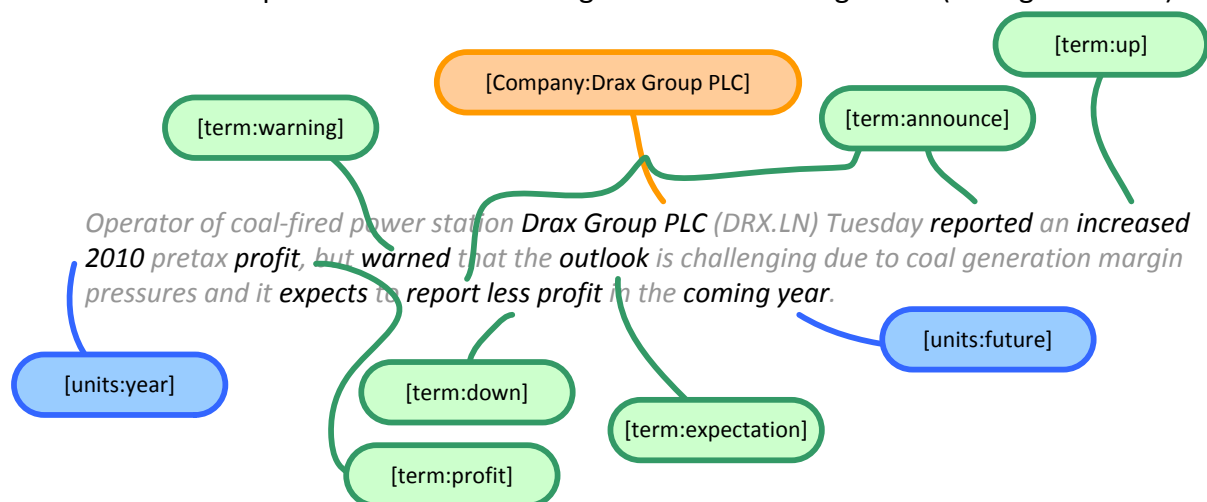 [term:up]
[Company:Drax Group PLC]
[term:announce]
[term:warning]
Operator of coal-fired power station Drax Group PLC (DRX.LN) Tuesday reported an increased
2010 pretax profit, but warned that the outlook is challenging due to coal generation margin
pressures and it expects to report less profit in the coming year.
[units:future]
[units:year]
[term:down]
[term:expectation]
[term:profit]